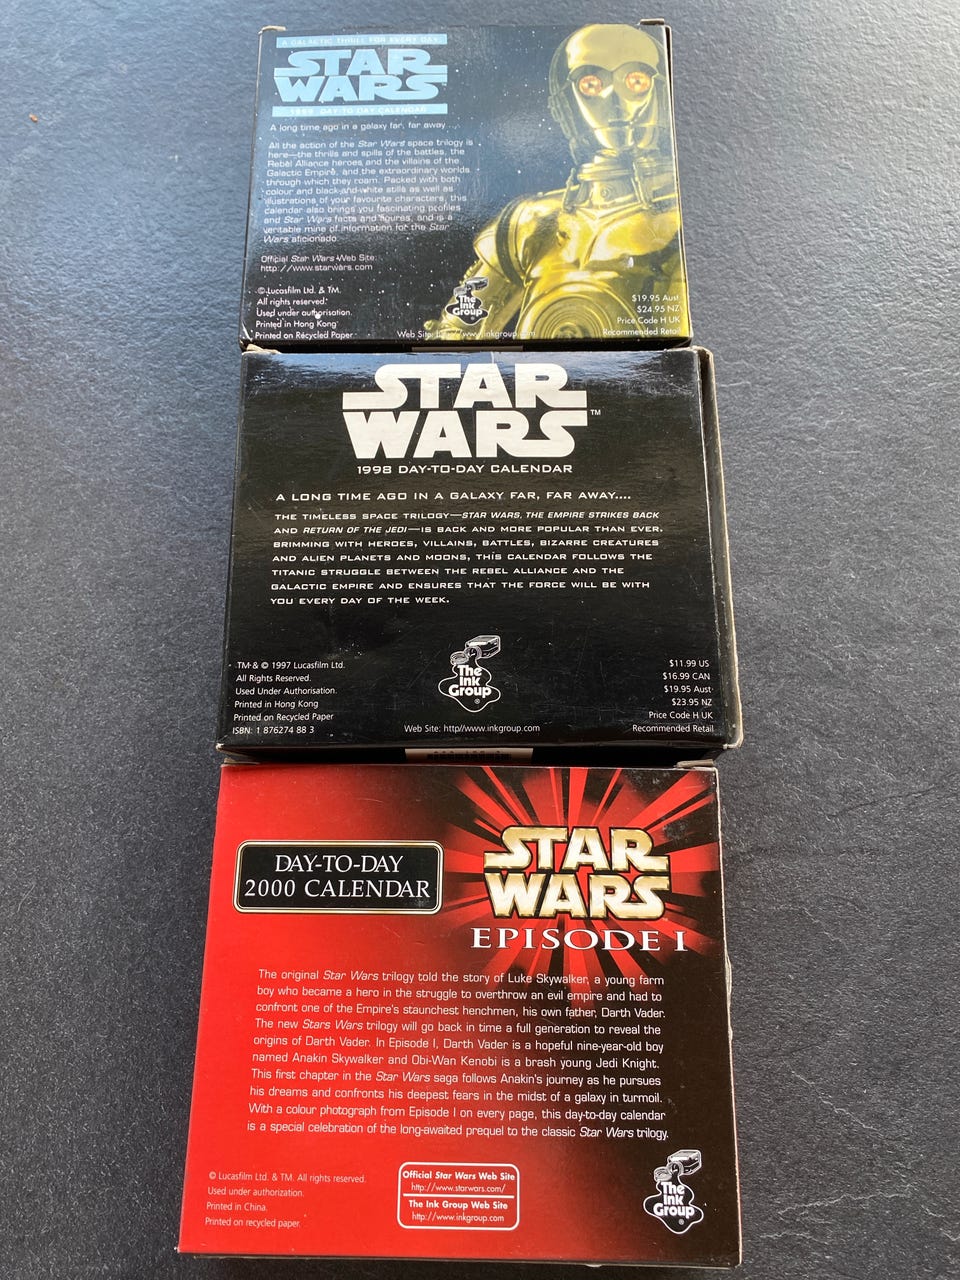 A GALACTIC THRILL FOR EVERY DAY
STAR
WARS
1999 DAY-TO-DAY CALENDAR
A long time ago in a galaxy far, far away ...
All the action of the Star Wars space trilogy is
here—the thrills and spills of the battles, the
Rebel Alliance heroes and the villains of the
Galactic Empire, and the extraordinary worlds
through which they roam. Packed with both
colour and black-and-white stills as well as
illustrations of your favourite characters, this
calendar also brings you fascinating profiles
and Star Wars facts and figures, and is a
veritable mine of information for the Star
Wars aficionado.
Official Star Wars Web Site:
http://www.starwars.com
© Lucasfilm Ltd. & TM.
All rights reserved.
Used under authorisation.
Printed in Hong Kong
Printed on Recycled Paper
The
Ink
Group
Web Site: http://www.inkgroup.com
$19.95 Aust
$24.95 NZ
Price Code H UK
Recommended Retail
STAR
WARS™
1998 DAY-TO-DAY CALENDAR
A LONG TIME AGO IN A GALAXY FAR, FAR AWAY....
THE TIMELESS SPACE TRILOGY—STAR WARS, THE EMPIRE STRIKES BACK
AND RETURN OF THE JEDI—IS BACK AND MORE POPULAR THAN EVER.
BRIMMING WITH HEROES, VILLAINS, BATTLES, BIZARRE CREATURES
AND ALIEN PLANETS AND MOONS, THIS CALENDAR FOLLOWS THE
TITANIC STRUGGLE BETWEEN THE REBEL ALLIANCE AND THE
GALACTIC EMPIRE AND ENSURES THAT THE FORCE WILL BE WITH
YOU EVERY DAY OF THE WEEK.
TM & © 1997 Lucasfilm Ltd.
All Rights Reserved.
Used Under Authorisation.
Printed in Hong Kong
Printed on Recycled Paper
ISBN: 1 876274 88 3
The
Ink
Group
®
Web Site: http//www.inkgroup.com
$11.99 US
$16.99 CAN
$19.95 Aust
$23.95 NZ
Price Code H UK
Recommended Retail
DAY-TO-DAY
2000 CALENDAR
STAR
WARS
EPISODE I
The original Star Wars trilogy told the story of Luke Skywalker, a young farm
boy who became a hero in the struggle to overthrow an evil empire and had to
confront one of the Empire's staunchest henchmen, his own father, Darth Vader.
The new Stars Wars trilogy will go back in time a full generation to reveal the
origins of Darth Vader. In Episode I, Darth Vader is a hopeful nine-year-old boy
named Anakin Skywalker and Obi-Wan Kenobi is a brash young Jedi Knight.
This first chapter in the Star Wars saga follows Anakin's journey as he pursues
his dreams and confronts his deepest fears in the midst of a galaxy in turmoil.
With a colour photograph from Episode I on every page, this day-to-day calendar
is a special celebration of the long-awaited prequel to the classic Star Wars trilogy.
© Lucasfilm Ltd. & TM. All rights reserved.
Used under authorization.
Printed in China.
Printed on recycled paper.
Official Star Wars Web Site
http://www.starwars.com/
The Ink Group Web Site
http://www.inkgroup.com
The
Ink
Group
®